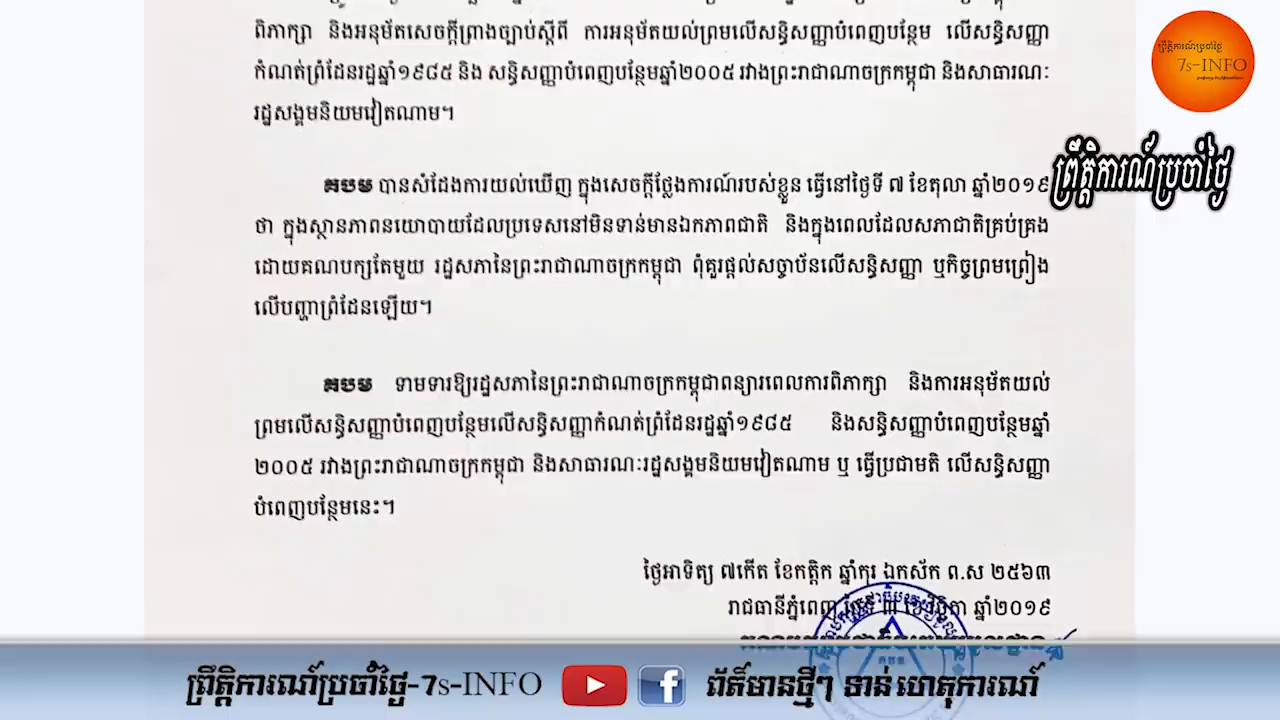 ពិភាក្សា និងអនុម័តសេចក្ដីព្រាងច្បាប់ស្ដីពី ការអនុម័តយល់ព្រមលើសន្ធិសញ្ញាបំពេញបន្ថែម លើសន្ធិសញ្ញា
កំណត់ព្រំដែនរដ្ឋឆ្នាំ១៩៨៥ និង សន្ធិសញ្ញាបំពេញបន្ថែមឆ្នាំ២០០៥ រវាងព្រះរាជាណាចក្រកម្ពុជា និងសាធារណៈ
រដ្ឋសង្គមនិយមវៀតណាម។
គបម បានសំដែងការយល់ឃើញ ក្នុងសេចក្ដីថ្លែងការណ៍របស់ខ្លួន ធ្វើនៅថ្ងៃទី ៧ ខែតុលា ឆ្នាំ២០១៩
ថា ក្នុងស្ថានភាពនយោបាយដែលប្រទេសនៅមិនទាន់មានឯកភាពជាតិ និងក្នុងពេលដែលសភាជាតិគ្រប់គ្រង
ដោយគណបក្សតែមួយ រដ្ឋសភានៃព្រះរាជាណាចក្រកម្ពុជា ពុំគួរផ្ដល់សច្ចាប័នលើសន្ធិសញ្ញា ឬកិច្ចព្រមព្រៀង
លើបញ្ហាព្រំដែនឡើយ។
គបម ទាមទារឱ្យរដ្ឋសភានៃព្រះរាជាណាចក្រកម្ពុជាពន្យារពេលការពិភាក្សា និងការអនុម័តយល់
ព្រមលើសន្ធិសញ្ញាបំពេញបន្ថែមលើសន្ធិសញ្ញាកំណត់ព្រំដែនរដ្ឋឆ្នាំ១៩៨៥ និងសន្ធិសញ្ញាបំពេញបន្ថែមឆ្នាំ
២០០៥ រវាងព្រះរាជាណាចក្រកម្ពុជា និងសាធារណៈរដ្ឋសង្គមនិយមវៀតណាម ឬ ធ្វើប្រជាមតិ លើសន្ធិសញ្ញា
បំពេញបន្ថែមនេះ។
ថ្ងៃអាទិត្យ ៧កើត ខែកត្តិក ឆ្នាំកុរ ឯកស័ក ព.ស ២៥៦៣
រាជធានីភ្នំពេញ ថ្ងៃទី ៣ ខែវិច្ឆិកា ឆ្នាំ២០១៩
ព្រឹត្តិការណ៍ប្រចាំថ្ងៃ
7s-INFO
ព្រឹត្តិការណ៍ប្រចាំថ្ងៃ
ព្រឹត្តិការណ៍ប្រចាំថ្ងៃ-7s-INFO ព័ត៌មានថ្មីៗ ទាន់ហេតុការណ៍